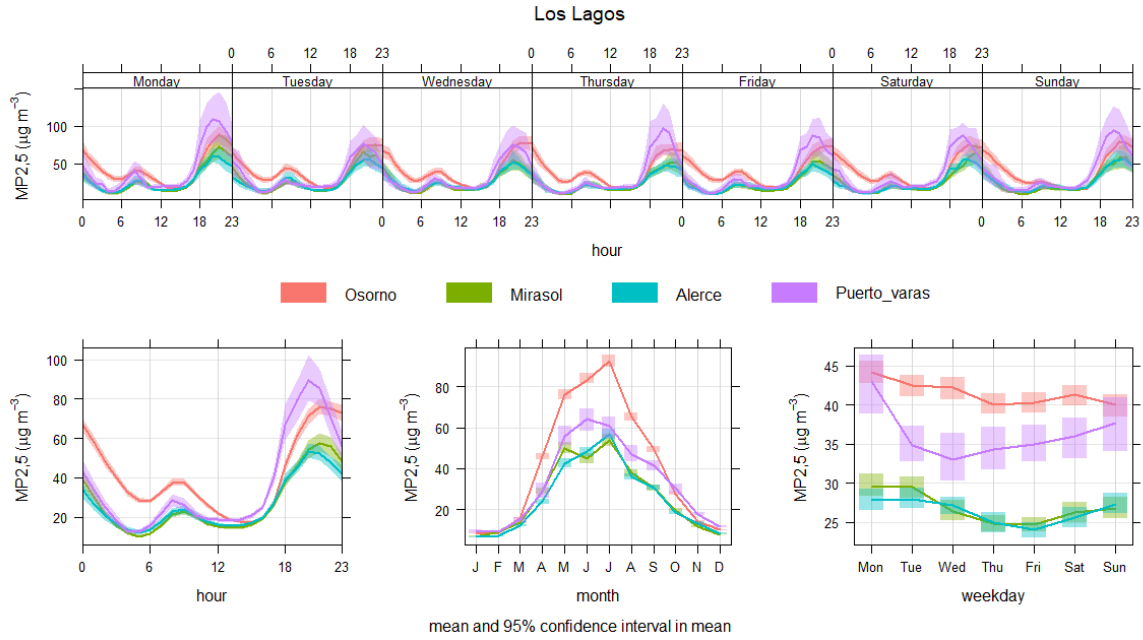 Los Lagos
0 6 12 18 23 0 6 12 18 23 0 6 12 18 23
Monday Tuesday Wednesday Thursday Friday Saturday Sunday
MP2,5 (µg m⁻³)
100
50
0 6 12 18 23 0 6 12 18 23 0 6 12 18 23 0 6 12 18 23
hour
Osorno Mirasol Alerce Puerto_varas
MP2,5 (µg m⁻³)
100
80
60
40
20
0 6 12 18 23
hour
MP2,5 (µg m⁻³)
80
60
40
20
J F M A M J J A S O N D
month
MP2,5 (µg m⁻³)
45
40
35
30
25
Mon Tue Wed Thu Fri Sat Sun
weekday
mean and 95% confidence interval in mean